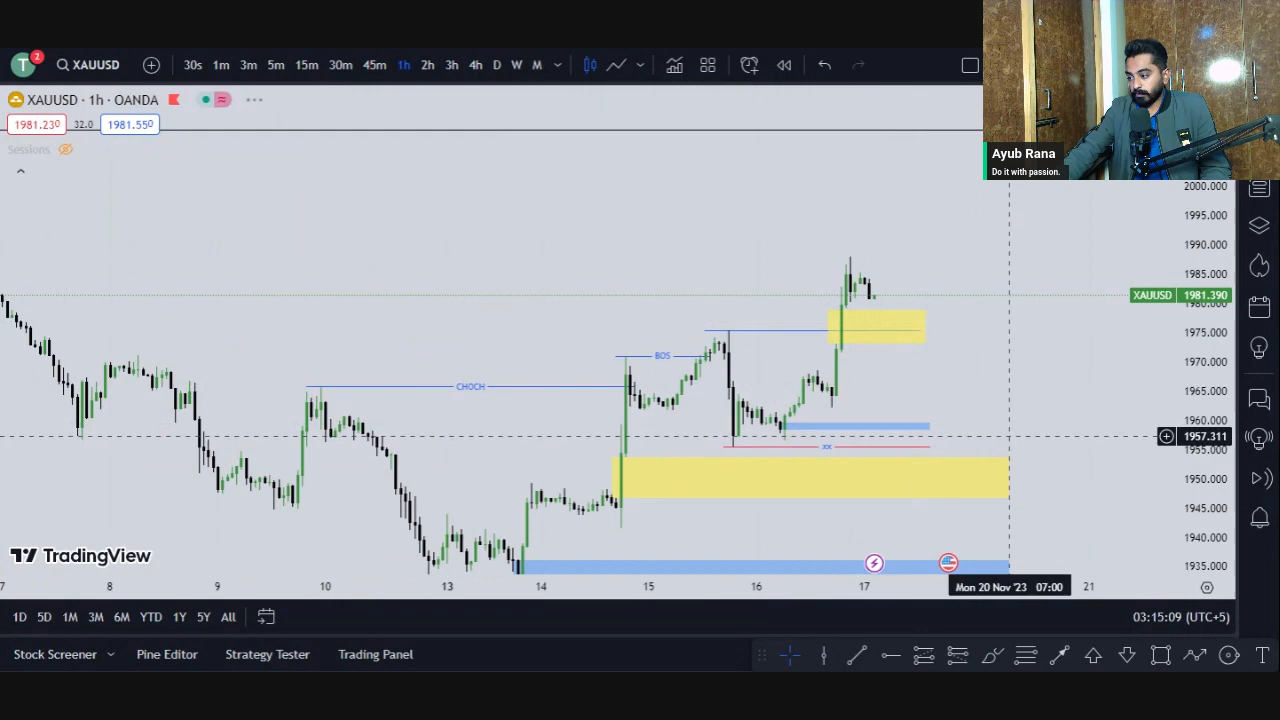 T 2 XAUUSD 30s 1m 3m 5m 15m 30m 45m 1h 2h 3h 4h D W M
XAUUSD · 1h · OANDA
1981.230 32.0 1981.550
Sessions
Ayub Rana
Do it with passion.
2000.000
1995.000
1990.000
1985.000
XAUUSD 1981.390
1980.000
1975.000
BOS
1970.000
CHOCH
1965.000
1960.000
1957.311
xx
1955.000
1950.000
1945.000
1940.000
1935.000
TradingView
7 8 9 10 13 14 15 16 17 Mon 20 Nov '23 07:00 21
1D 5D 1M 3M 6M YTD 1Y 5Y All 03:15:09 (UTC+5)
Stock Screener Pine Editor Strategy Tester Trading Panel T